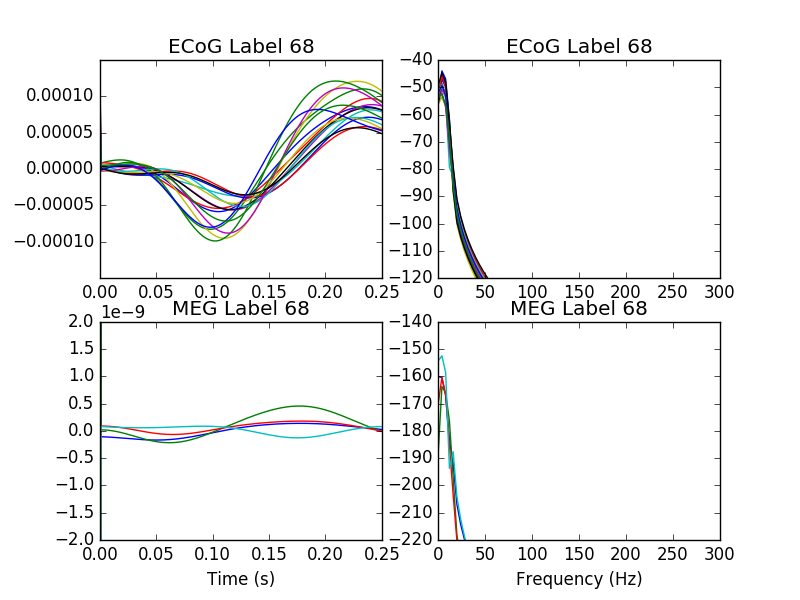 ECoG Label 68
0.00010
0.00005
0.00000
−0.00005
−0.00010
0.00 0.05 0.10 0.15 0.20 0.25
ECoG Label 68
−40
−50
−60
−70
−80
−90
−100
−110
−120
0 50 100 150 200 250 300
MEG Label 68
1e−9
2.0
1.5
1.0
0.5
0.0
−0.5
−1.0
−1.5
−2.0
0.00 0.05 0.10 0.15 0.20 0.25
Time (s)
MEG Label 68
−140
−150
−160
−170
−180
−190
−200
−210
−220
0 50 100 150 200 250 300
Frequency (Hz)